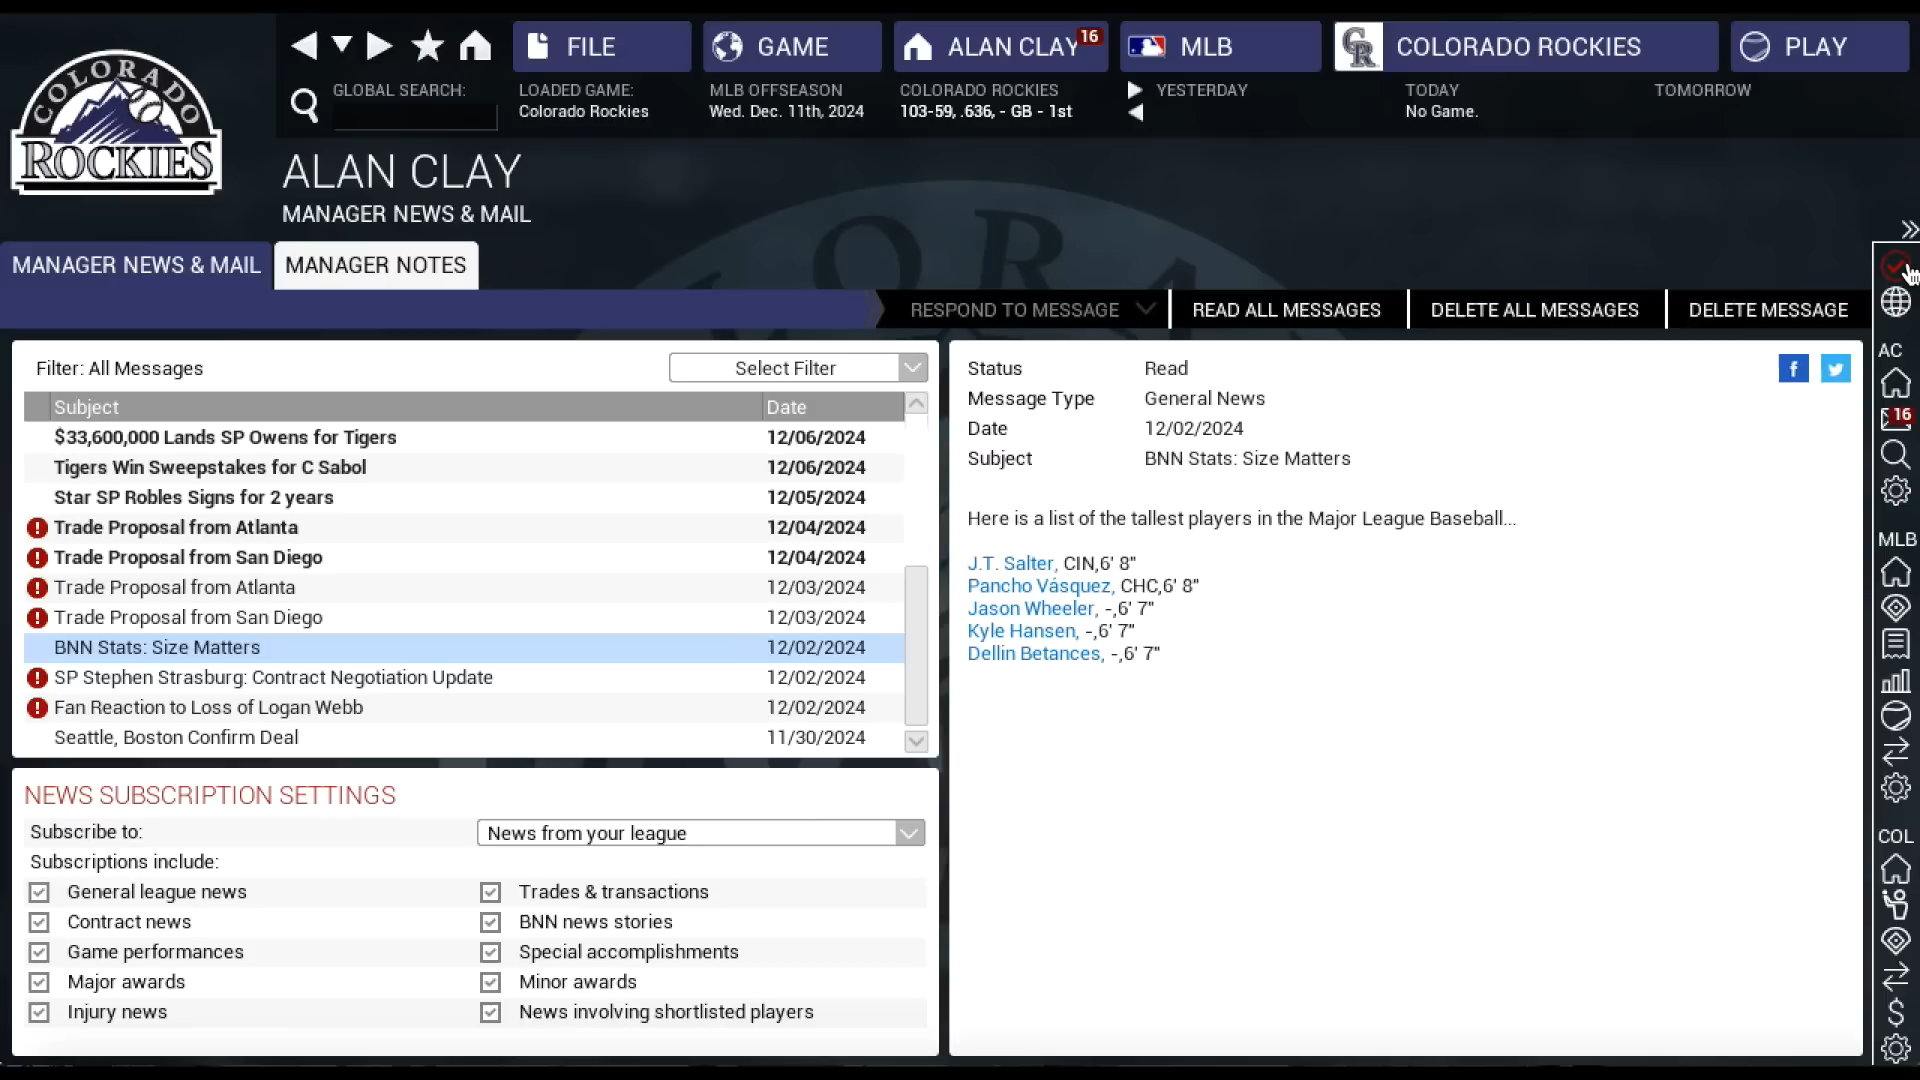 COLORADO
ROCKIES
FILE
GAME
ALAN CLAY
16
MLB
CR
COLORADO ROCKIES
PLAY
GLOBAL SEARCH:
LOADED GAME:
Colorado Rockies
MLB OFFSEASON
Wed. Dec. 11th, 2024
COLORADO ROCKIES
103-59, .636, - GB - 1st
YESTERDAY
TODAY
No Game.
TOMORROW
ALAN CLAY
MANAGER NEWS & MAIL
MANAGER NEWS & MAIL
MANAGER NOTES
RESPOND TO MESSAGE
READ ALL MESSAGES
DELETE ALL MESSAGES
DELETE MESSAGE
Filter: All Messages
Select Filter
Subject Date
$33,600,000 Lands SP Owens for Tigers 12/06/2024
Tigers Win Sweepstakes for C Sabol 12/06/2024
Star SP Robles Signs for 2 years 12/05/2024
Trade Proposal from Atlanta 12/04/2024
Trade Proposal from San Diego 12/04/2024
Trade Proposal from Atlanta 12/03/2024
Trade Proposal from San Diego 12/03/2024
BNN Stats: Size Matters 12/02/2024
SP Stephen Strasburg: Contract Negotiation Update 12/02/2024
Fan Reaction to Loss of Logan Webb 12/02/2024
Seattle, Boston Confirm Deal 11/30/2024
NEWS SUBSCRIPTION SETTINGS
Subscribe to: News from your league
Subscriptions include:
General league news Trades & transactions
Contract news BNN news stories
Game performances Special accomplishments
Major awards Minor awards
Injury news News involving shortlisted players
Status Read
Message Type General News
Date 12/02/2024
Subject BNN Stats: Size Matters
Here is a list of the tallest players in the Major League Baseball...
J.T. Salter, CIN,6' 8"
Pancho Vásquez, CHC,6' 8"
Jason Wheeler, -,6' 7"
Kyle Hansen, -,6' 7"
Dellin Betances, -,6' 7"
AC
16
MLB
COL